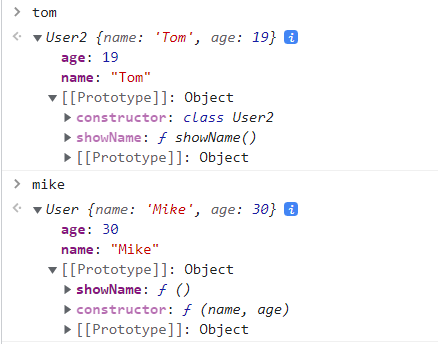 tom
User2 {name: 'Tom', age: 19} i
age: 19
name: "Tom"
[[Prototype]]: Object
constructor: class User2
showName: ƒ showName()
[[Prototype]]: Object
mike
User {name: 'Mike', age: 30} i
age: 30
name: "Mike"
[[Prototype]]: Object
showName: ƒ ()
constructor: ƒ (name, age)
[[Prototype]]: Object